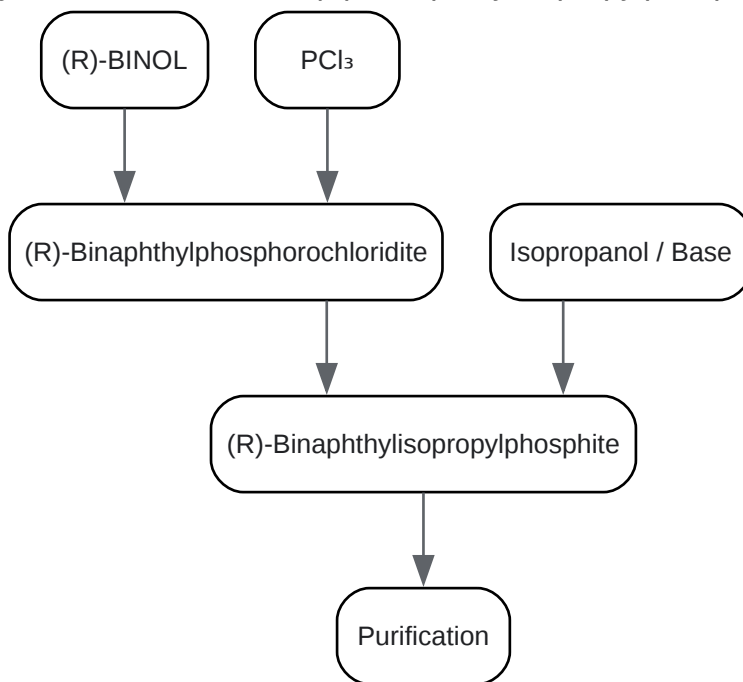 (R)-BINOL
PCl₃
(R)-Binaphthylphosphorochloridite
Isopropanol / Base
(R)-Binaphthylisopropylphosphite
Purification